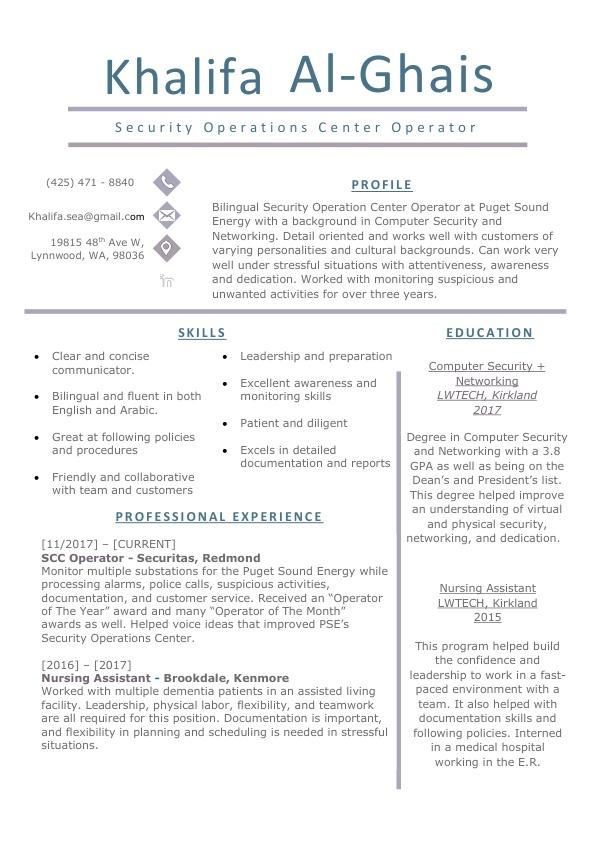 Khalifa Al-Ghais
Security Operations Center Operator
(425) 471 - 8840
Khalifa.sea@gmail.com
19815 48th Ave W,
Lynnwood, WA, 98036
in
PROFILE
Bilingual Security Operation Center Operator at Puget Sound
Energy with a background in Computer Security and
Networking. Detail oriented and works well with customers of
varying personalities and cultural backgrounds. Can work very
well under stressful situations with attentiveness, awareness
and dedication. Worked with monitoring suspicious and
unwanted activities for over three years.
SKILLS
• Clear and concise
communicator.
• Bilingual and fluent in both
English and Arabic.
• Great at following policies
and procedures
• Friendly and collaborative
with team and customers
• Leadership and preparation
• Excellent awareness and
monitoring skills
• Patient and diligent
• Excels in detailed
documentation and reports
PROFESSIONAL EXPERIENCE
[11/2017] – [CURRENT]
SCC Operator - Securitas, Redmond
Monitor multiple substations for the Puget Sound Energy while
processing alarms, police calls, suspicious activities,
documentation, and customer service. Received an “Operator
of The Year” award and many “Operator of The Month”
awards as well. Helped voice ideas that improved PSE’s
Security Operations Center.
[2016] – [2017]
Nursing Assistant - Brookdale, Kenmore
Worked with multiple dementia patients in an assisted living
facility. Leadership, physical labor, flexibility, and teamwork
are all required for this position. Documentation is important,
and flexibility in planning and scheduling is needed in stressful
situations.
EDUCATION
Computer Security +
Networking
LWTECH, Kirkland
2017
Degree in Computer Security
and Networking with a 3.8
GPA as well as being on the
Dean’s and President’s list.
This degree helped improve
an understanding of virtual
and physical security,
networking, and dedication.
Nursing Assistant
LWTECH, Kirkland
2015
This program helped build
the confidence and
leadership to work in a fast-
paced environment with a
team. It also helped with
documentation skills and
following policies. Interned
in a medical hospital
working in the E.R.